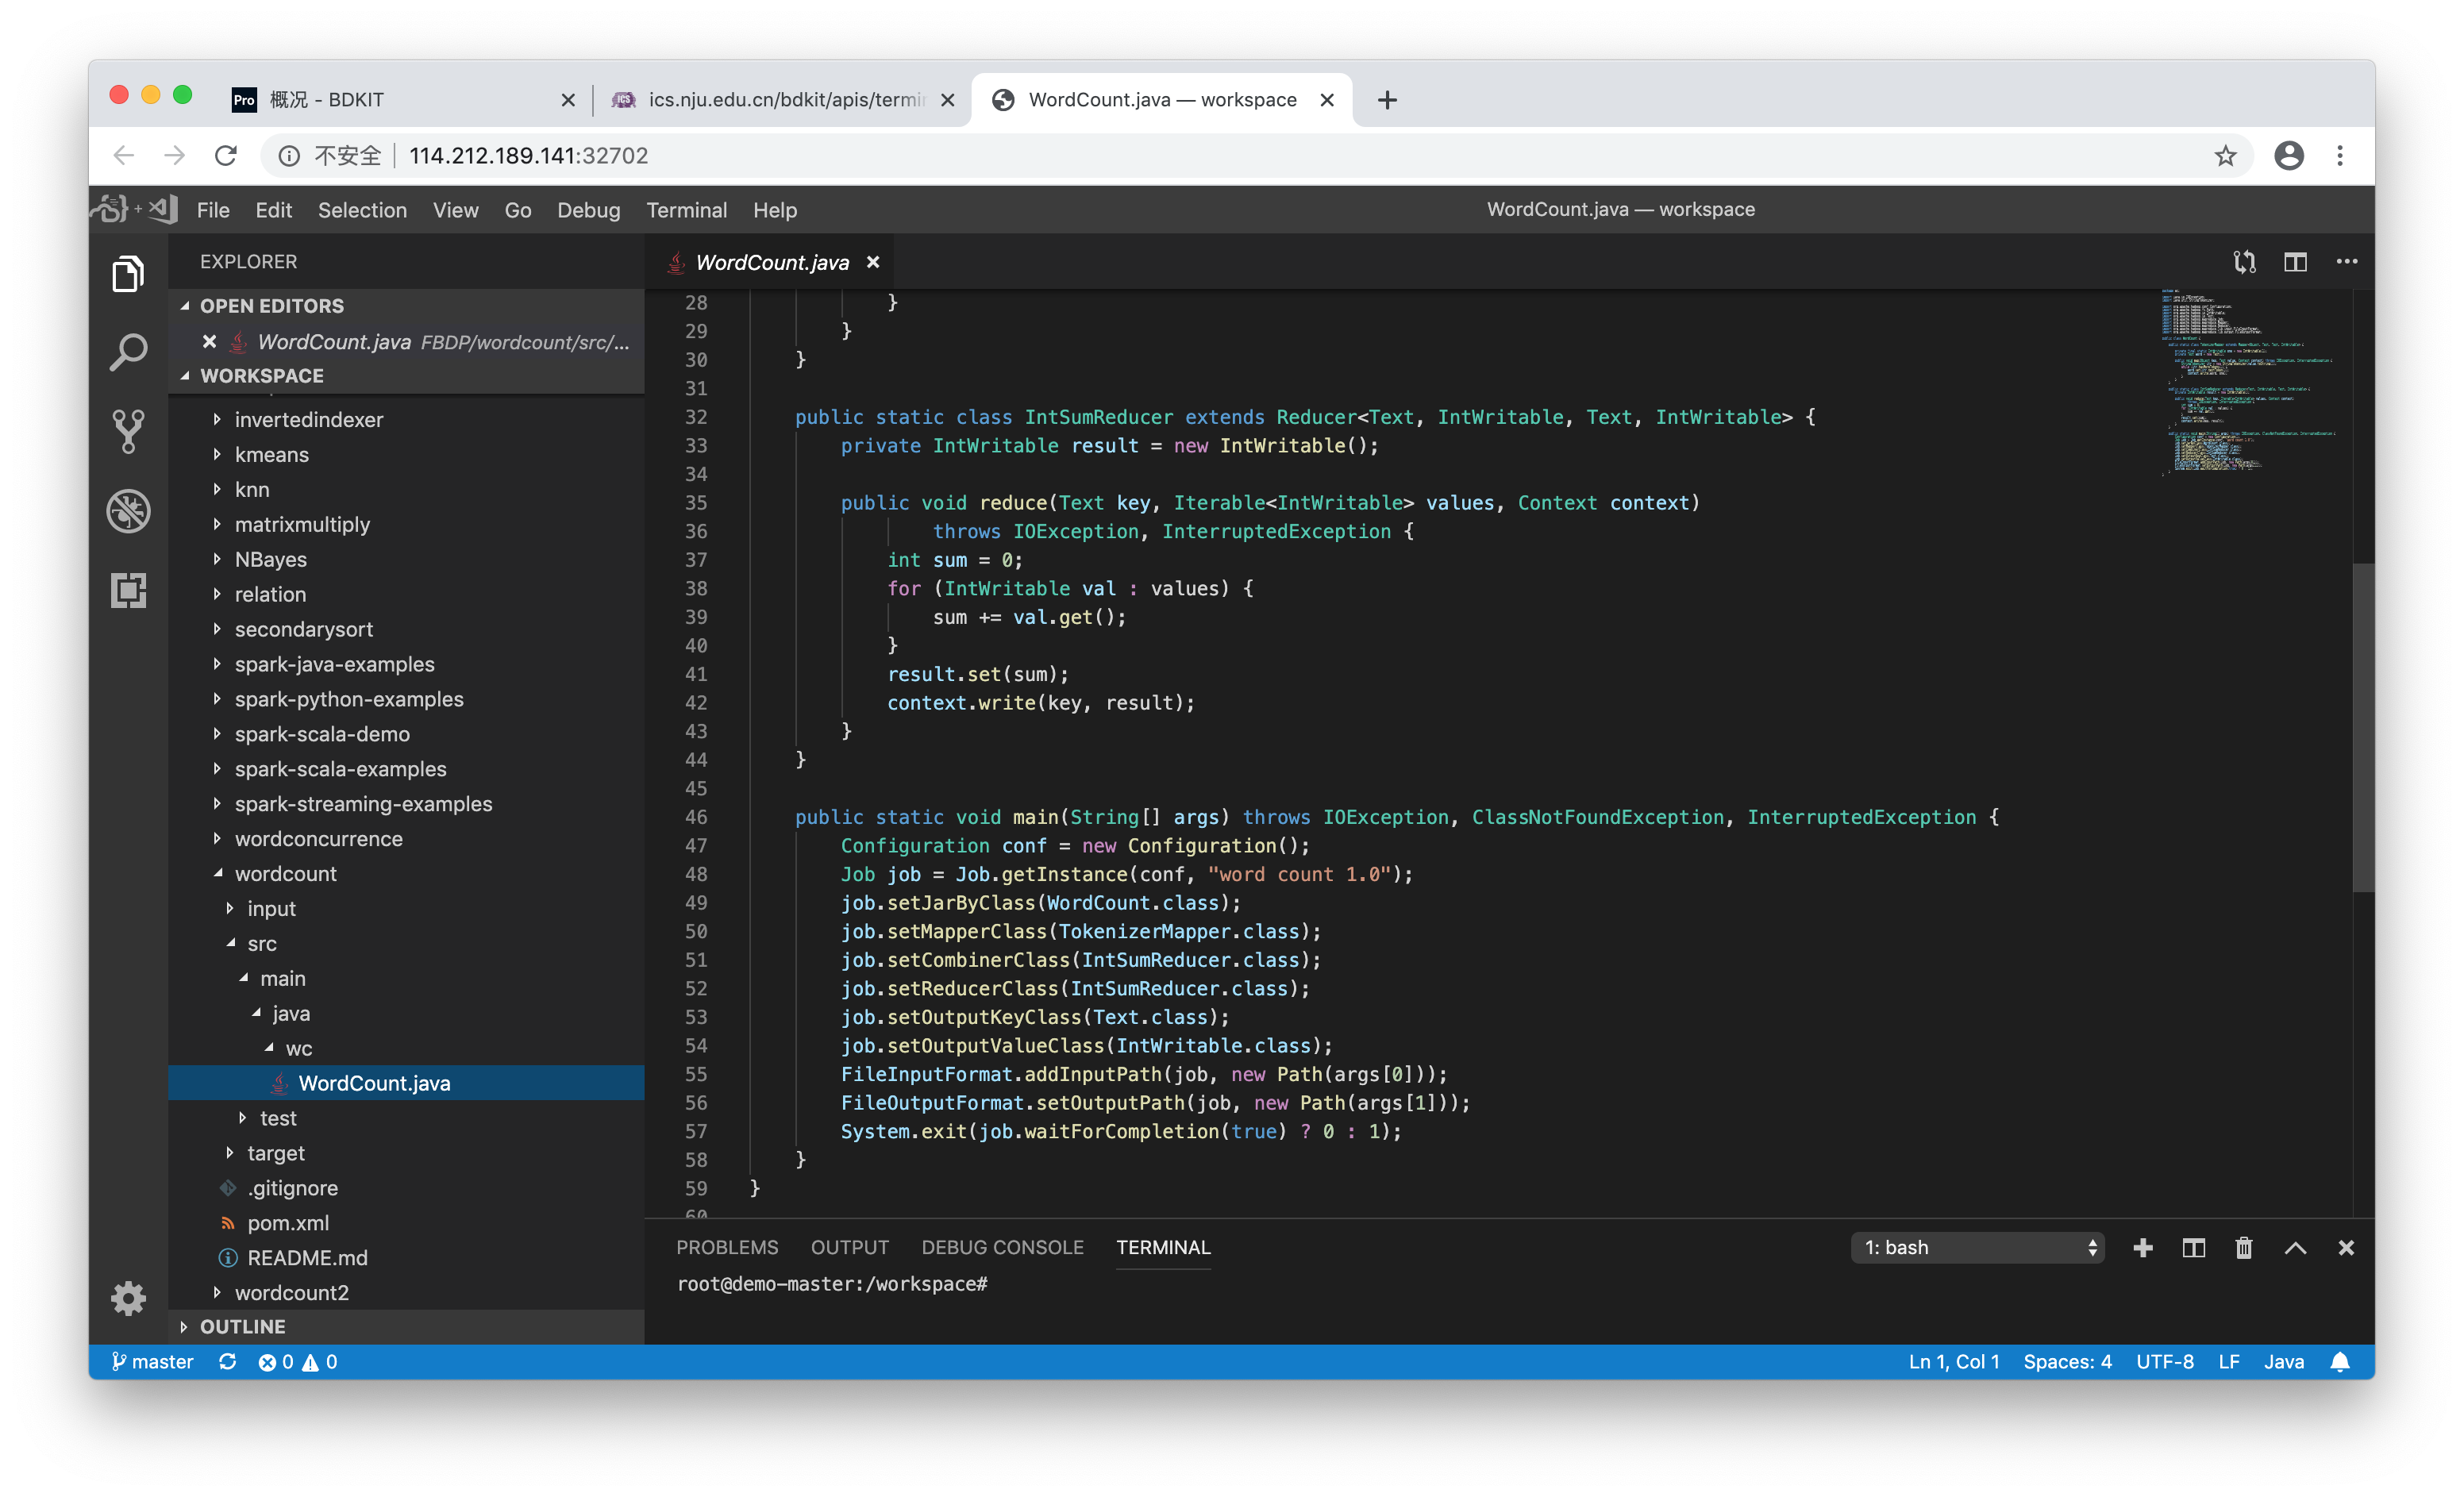 Pro 概况 - BDKIT
ICS ics.nju.edu.cn/bdkit/apis/termi
WordCount.java — workspace
不安全 114.212.189.141:32702
File Edit Selection View Go Debug Terminal Help
WordCount.java — workspace
EXPLORER
OPEN EDITORS
WordCount.java FBDP/wordcount/src/...
WORKSPACE
invertedindexer
kmeans
knn
matrixmultiply
NBayes
relation
secondarysort
spark-java-examples
spark-python-examples
spark-scala-demo
spark-scala-examples
spark-streaming-examples
wordconcurrence
wordcount
input
src
main
java
wc
WordCount.java
test
target
.gitignore
pom.xml
README.md
wordcount2
OUTLINE
WordCount.java
28 }
29 }
30 }
31
32 public static class IntSumReducer extends Reducer<Text, IntWritable, Text, IntWritable> {
33 private IntWritable result = new IntWritable();
34
35 public void reduce(Text key, Iterable<IntWritable> values, Context context)
36 throws IOException, InterruptedException {
37 int sum = 0;
38 for (IntWritable val : values) {
39 sum += val.get();
40 }
41 result.set(sum);
42 context.write(key, result);
43 }
44 }
45
46 public static void main(String[] args) throws IOException, ClassNotFoundException, InterruptedException {
47 Configuration conf = new Configuration();
48 Job job = Job.getInstance(conf, "word count 1.0");
49 job.setJarByClass(WordCount.class);
50 job.setMapperClass(TokenizerMapper.class);
51 job.setCombinerClass(IntSumReducer.class);
52 job.setReducerClass(IntSumReducer.class);
53 job.setOutputKeyClass(Text.class);
54 job.setOutputValueClass(IntWritable.class);
55 FileInputFormat.addInputPath(job, new Path(args[0]));
56 FileOutputFormat.setOutputPath(job, new Path(args[1]));
57 System.exit(job.waitForCompletion(true) ? 0 : 1);
58 }
59 }
60
PROBLEMS OUTPUT DEBUG CONSOLE TERMINAL
1: bash
root@demo-master:/workspace#
master 0 0
Ln 1, Col 1 Spaces: 4 UTF-8 LF Java